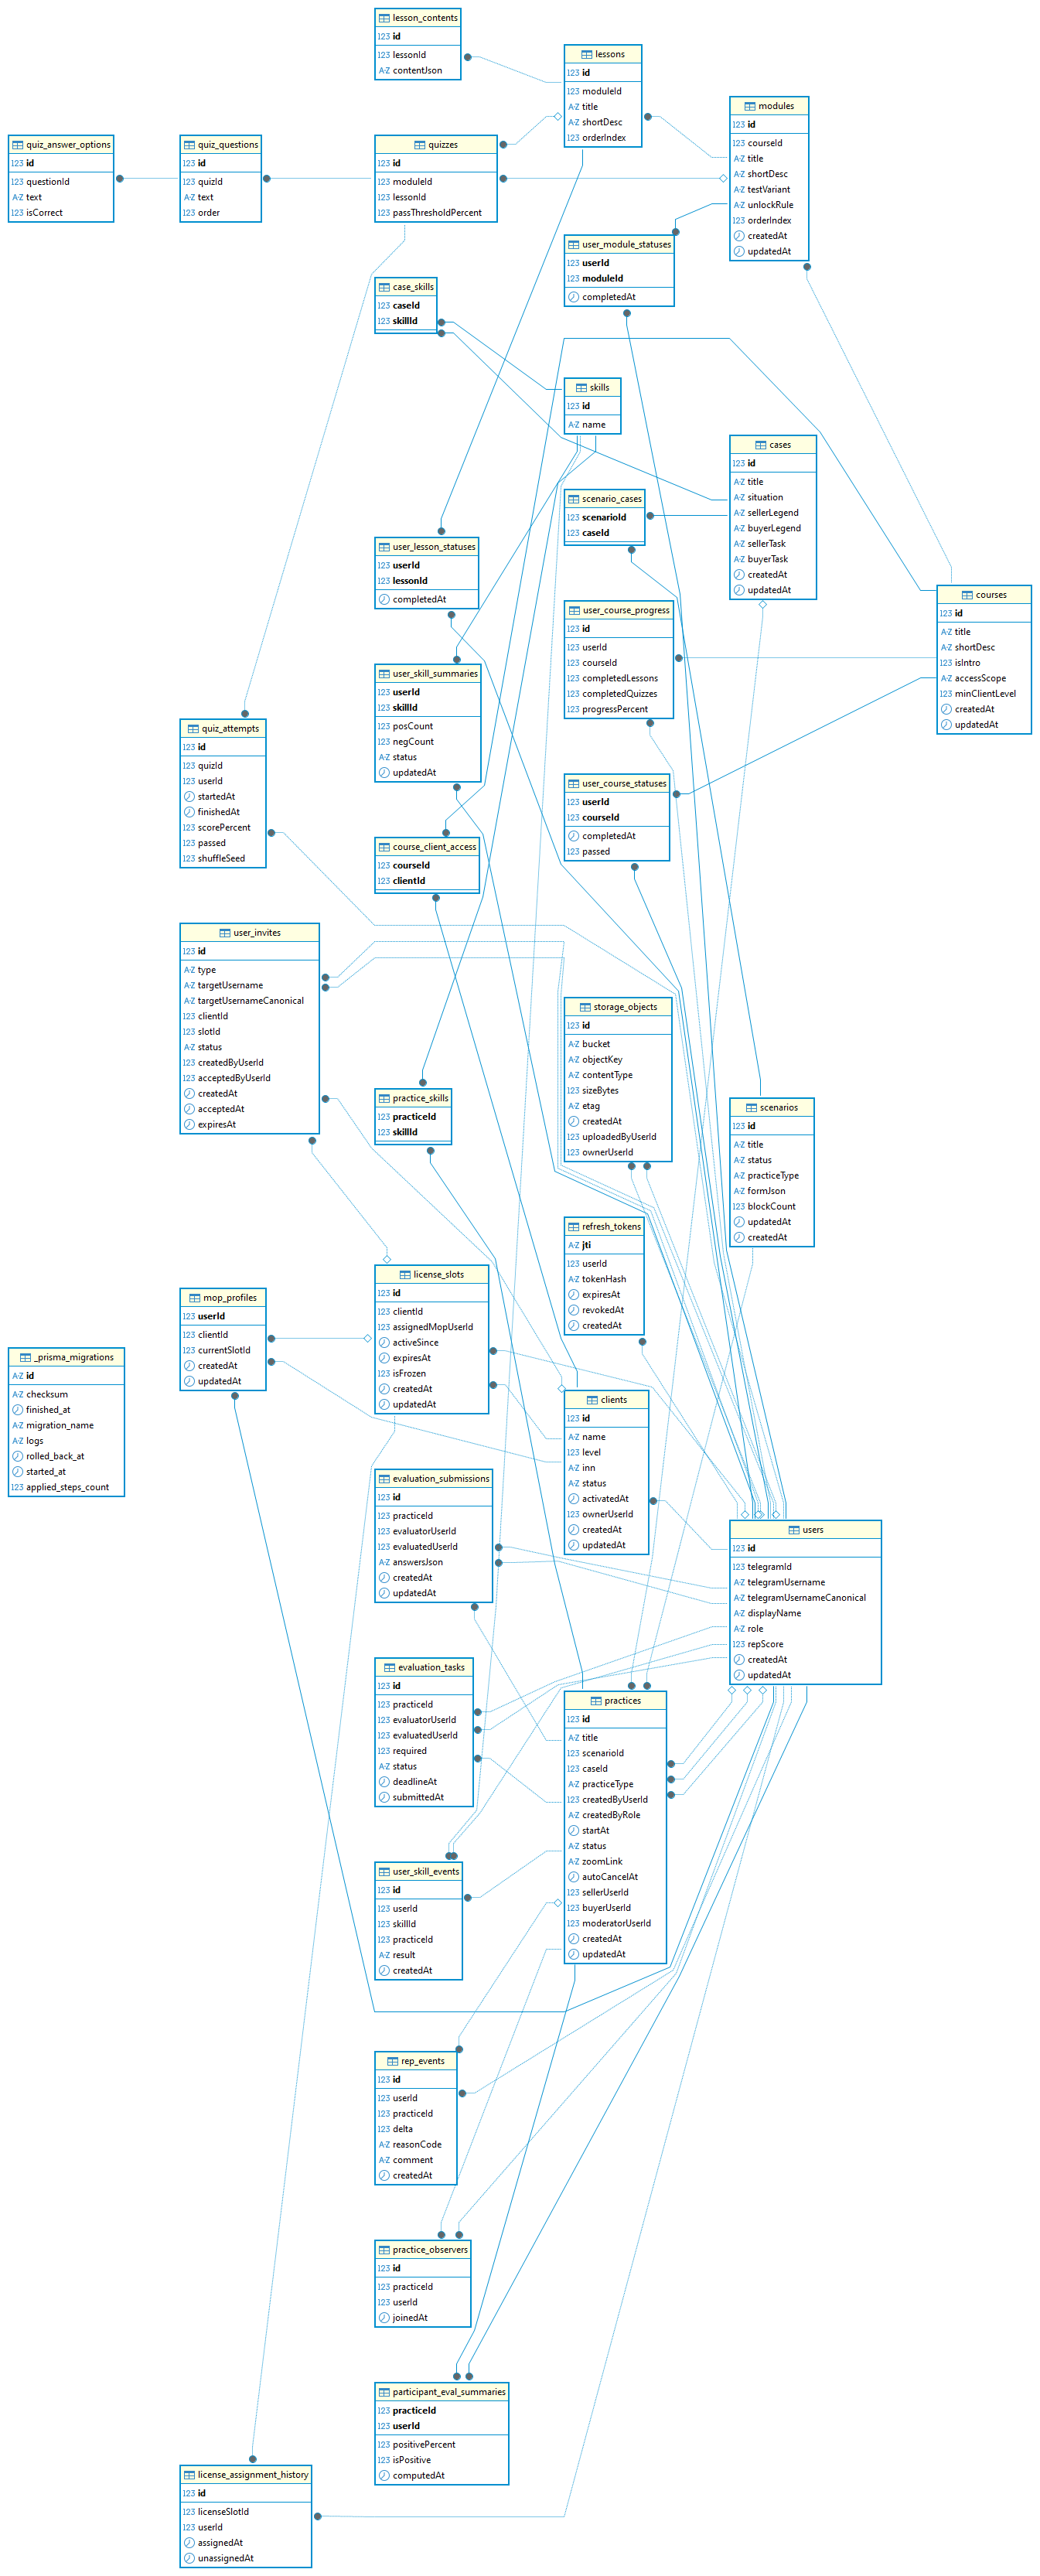 lesson_contents
123 id
123 lessonId
A-Z contentJson
lessons
123 id
123 moduleId
A-Z title
A-Z shortDesc
123 orderIndex
modules
123 id
123 courseId
A-Z title
A-Z shortDesc
A-Z testVariant
A-Z unlockRule
123 orderIndex
createdAt
updatedAt
quiz_answer_options
123 id
123 questionId
A-Z text
123 isCorrect
quiz_questions
123 id
123 quizId
A-Z text
123 order
quizzes
123 id
123 moduleId
123 lessonId
123 passThresholdPercent
user_module_statuses
123 userId
123 moduleId
completedAt
case_skills
123 caseId
123 skillId
skills
123 id
A-Z name
cases
123 id
A-Z title
A-Z situation
A-Z sellerLegend
A-Z buyerLegend
A-Z sellerTask
A-Z buyerTask
createdAt
updatedAt
scenario_cases
123 scenarioId
123 caseId
user_lesson_statuses
123 userId
123 lessonId
completedAt
courses
123 id
A-Z title
A-Z shortDesc
123 isIntro
A-Z accessScope
123 minClientLevel
createdAt
updatedAt
user_course_progress
123 id
123 userId
123 courseId
123 completedLessons
123 completedQuizzes
123 progressPercent
user_skill_summaries
123 userId
123 skillId
123 posCount
123 negCount
A-Z status
updatedAt
quiz_attempts
123 id
123 quizId
123 userId
startedAt
finishedAt
123 scorePercent
123 passed
123 shuffleSeed
user_course_statuses
123 userId
123 courseId
completedAt
123 passed
course_client_access
123 courseId
123 clientId
user_invites
123 id
A-Z type
A-Z targetUsername
A-Z targetUsernameCanonical
123 clientId
123 slotId
A-Z status
123 createdByUserId
123 acceptedByUserId
createdAt
acceptedAt
expiresAt
storage_objects
123 id
A-Z bucket
A-Z objectKey
A-Z contentType
123 sizeBytes
A-Z etag
createdAt
123 uploadedByUserId
123 ownerUserId
practice_skills
123 practiceId
123 skillId
scenarios
123 id
A-Z title
A-Z status
A-Z practiceType
A-Z formJson
123 blockCount
updatedAt
createdAt
refresh_tokens
A-Z jti
123 userId
A-Z tokenHash
expiresAt
revokedAt
createdAt
license_slots
123 id
123 clientId
123 assignedMopUserId
activeSince
expiresAt
123 isFrozen
createdAt
updatedAt
mop_profiles
123 userId
123 clientId
123 currentSlotId
createdAt
updatedAt
_prisma_migrations
A-Z id
A-Z checksum
finished_at
A-Z migration_name
A-Z logs
rolled_back_at
started_at
123 applied_steps_count
clients
123 id
A-Z name
123 level
A-Z inn
A-Z status
activatedAt
123 ownerUserId
createdAt
updatedAt
evaluation_submissions
123 id
123 practiceId
123 evaluatorUserId
123 evaluatedUserId
A-Z answersJson
createdAt
updatedAt
users
123 id
123 telegramId
A-Z telegramUsername
A-Z telegramUsernameCanonical
A-Z displayName
A-Z role
123 repScore
createdAt
updatedAt
evaluation_tasks
123 id
123 practiceId
123 evaluatorUserId
123 evaluatedUserId
123 required
A-Z status
deadlineAt
submittedAt
practices
123 id
A-Z title
123 scenarioId
123 caseId
A-Z practiceType
123 createdByUserId
A-Z createdByRole
startAt
A-Z status
A-Z zoomLink
autoCancelAt
123 sellerUserId
123 buyerUserId
123 moderatorUserId
createdAt
updatedAt
user_skill_events
123 id
123 userId
123 skillId
123 practiceId
A-Z result
createdAt
rep_events
123 id
123 userId
123 practiceId
123 delta
A-Z reasonCode
A-Z comment
createdAt
practice_observers
123 id
123 practiceId
123 userId
joinedAt
participant_eval_summaries
123 practiceId
123 userId
123 positivePercent
123 isPositive
computedAt
license_assignment_history
123 id
123 licenseSlotId
123 userId
assignedAt
unassignedAt